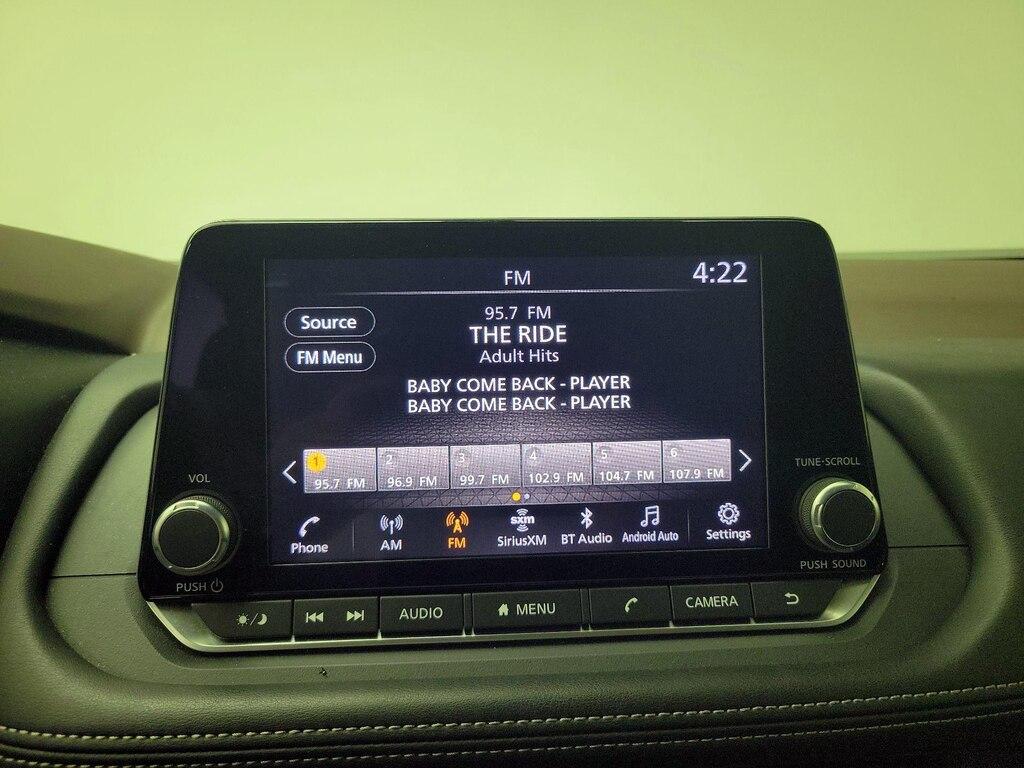 FM
4:22
Source
FM Menu
95.7 FM
THE RIDE
Adult Hits
BABY COME BACK - PLAYER
BABY COME BACK - PLAYER
1 2 3 4 5 6
95.7 FM 96.9 FM 99.7 FM 102.9 FM 104.7 FM 107.9 FM
VOL
TUNE·SCROLL
sxm
Phone AM FM SiriusXM BT Audio Android Auto Settings
PUSH
PUSH SOUND
AUDIO MENU CAMERA